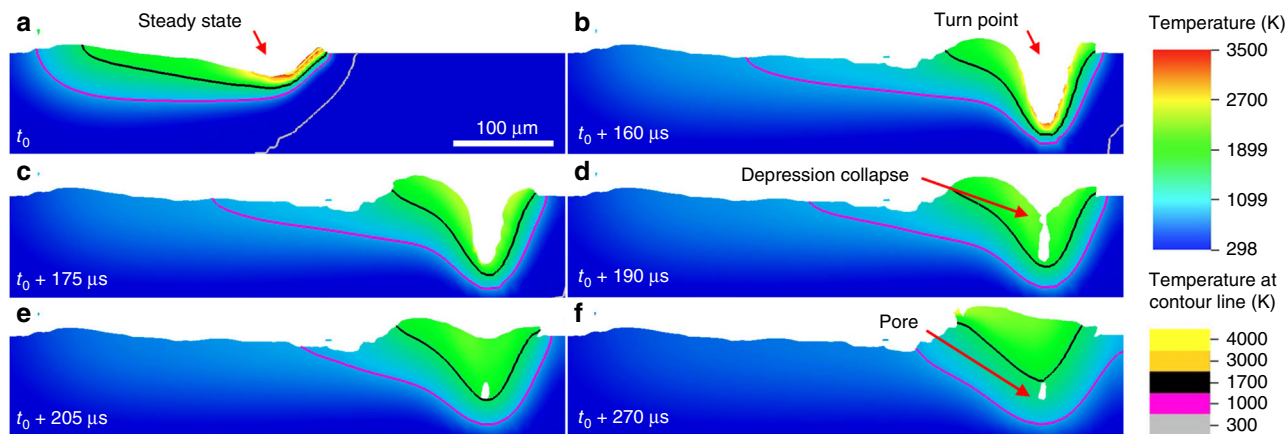 a
Steady state
t₀
100 μm
b
Turn point
t₀ + 160 μs
c
t₀ + 175 μs
d
Depression collapse
t₀ + 190 μs
e
t₀ + 205 μs
f
Pore
t₀ + 270 μs
Temperature (K)
3500
2700
1899
1099
298
Temperature at
contour line (K)
4000
3000
1700
1000
300